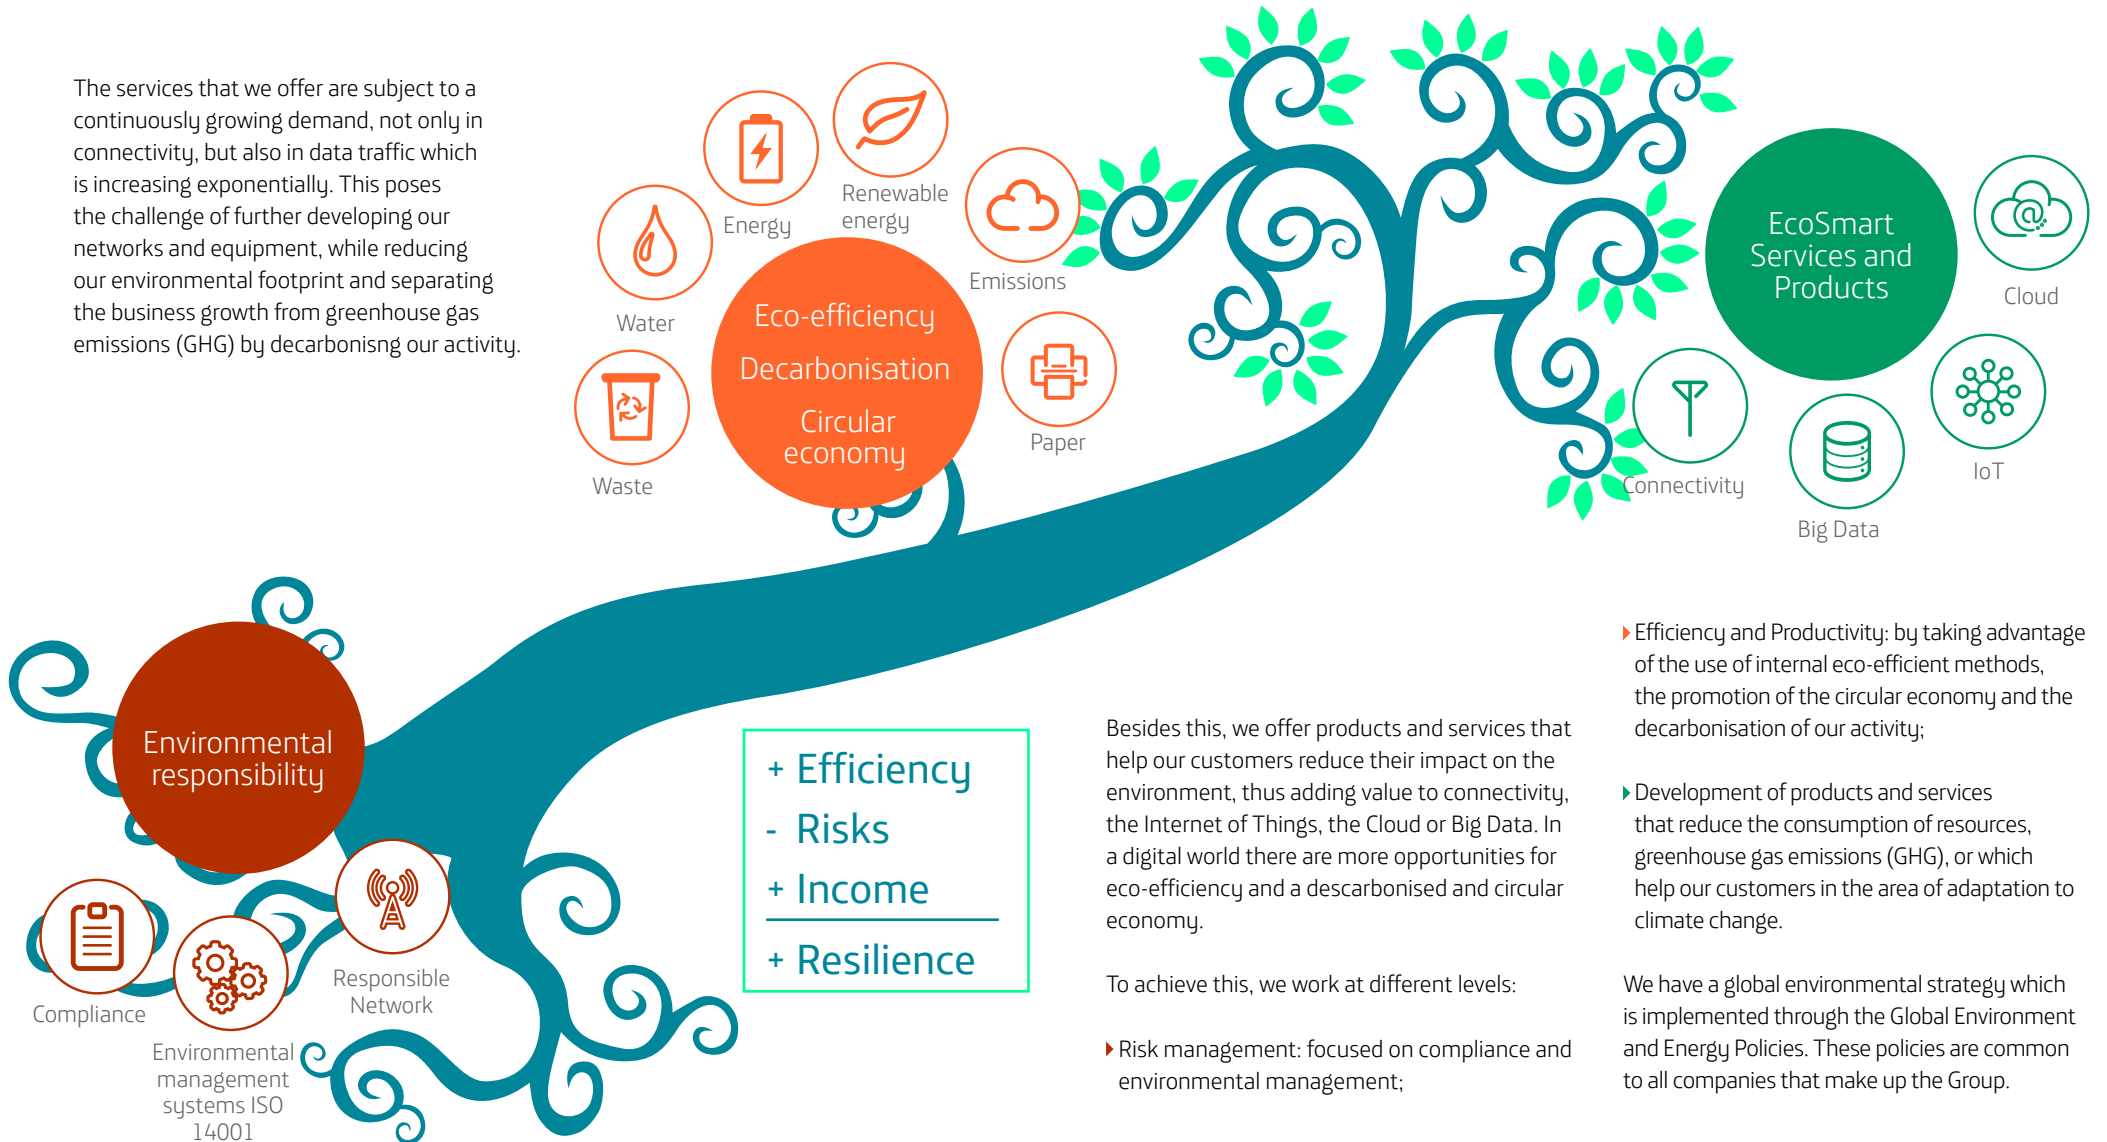 The services that we offer are subject to a
continuously growing demand, not only in
connectivity, but also in data traffic which
is increasing exponentially. This poses
the challenge of further developing our
networks and equipment, while reducing
our environmental footprint and separating
the business growth from greenhouse gas
emissions (GHG) by decarbonisng our activity.
Water
Energy
Renewable
energy
Emissions
Paper
Waste
Eco-efficiency
Decarbonisation
Circular
economy
EcoSmart
Services and
Products
Cloud
IoT
Big Data
Connectivity
Environmental
responsibility
Compliance
Environmental
management
systems ISO
14001
Responsible
Network
+ Efficiency
- Risks
+ Income
+ Resilience
Besides this, we offer products and services that
help our customers reduce their impact on the
environment, thus adding value to connectivity,
the Internet of Things, the Cloud or Big Data. In
a digital world there are more opportunities for
eco-efficiency and a descarbonised and circular
economy.
To achieve this, we work at different levels:
Risk management: focused on compliance and
environmental management;
Efficiency and Productivity: by taking advantage
of the use of internal eco-efficient methods,
the promotion of the circular economy and the
decarbonisation of our activity;
Development of products and services
that reduce the consumption of resources,
greenhouse gas emissions (GHG), or which
help our customers in the area of adaptation to
climate change.
We have a global environmental strategy which
is implemented through the Global Environment
and Energy Policies. These policies are common
to all companies that make up the Group.